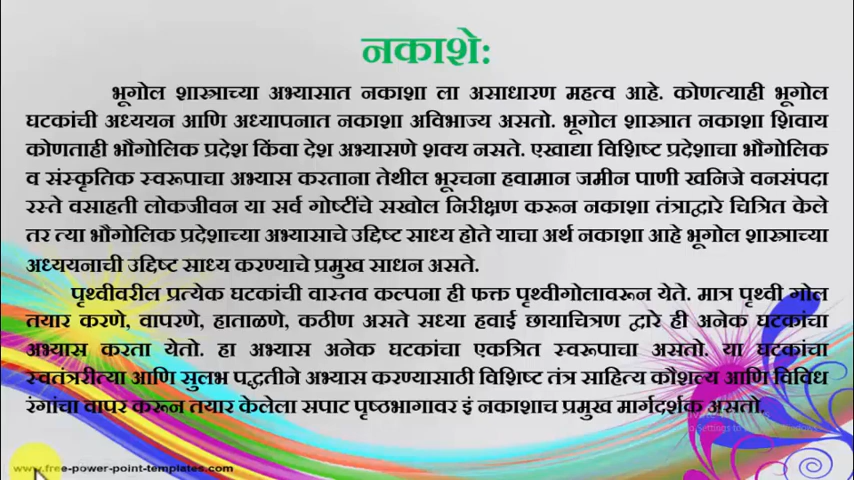 नकाशे:
भूगोल शास्त्राच्या अभ्यासात नकाशा ला असाधारण महत्व आहे. कोणत्याही भूगोल
घटकांची अध्ययन आणि अध्यापनात नकाशा अविभाज्य असतो. भूगोल शास्त्रात नकाशा शिवाय
कोणताही भौगोलिक प्रदेश किंवा देश अभ्यासणे शक्य नसते. एखाद्या विशिष्ट प्रदेशाचा भौगोलिक
व संस्कृतिक स्वरूपाचा अभ्यास करताना तेथील भूरचना हवामान जमीन पाणी खनिजे वनसंपदा
रस्ते वसाहती लोकजीवन या सर्व गोष्टींचे सखोल निरीक्षण करून नकाशा तंत्राद्वारे चित्रित केले
तर त्या भौगोलिक प्रदेशाच्या अभ्यासाचे उद्दिष्ट साध्य होते याचा अर्थ नकाशा आहे भूगोल शास्त्राच्या
अध्ययनाची उद्दिष्ट साध्य करण्याचे प्रमुख साधन असते.
पृथ्वीवरील प्रत्येक घटकांची वास्तव कल्पना ही फक्त पृथ्वीगोलावरून येते. मात्र पृथ्वी गोल
तयार करणे, वापरणे, हाताळणे, कठीण असते सध्या हवाई छायाचित्रण द्वारे ही अनेक घटकांचा
अभ्यास करता येतो. हा अभ्यास अनेक घटकांचा एकत्रित स्वरूपाचा असतो. या घटकांचा
स्वतंत्ररीत्या आणि सुलभ पद्धतीने अभ्यास करण्यासाठी विशिष्ट तंत्र साहित्य कौशल्य आणि विविध
रंगांचा वापर करून तयार केलेला सपाट पृष्ठभागावर इं नकाशाच प्रमुख मार्गदर्शक असतो.
www.free-power-point-templates.com